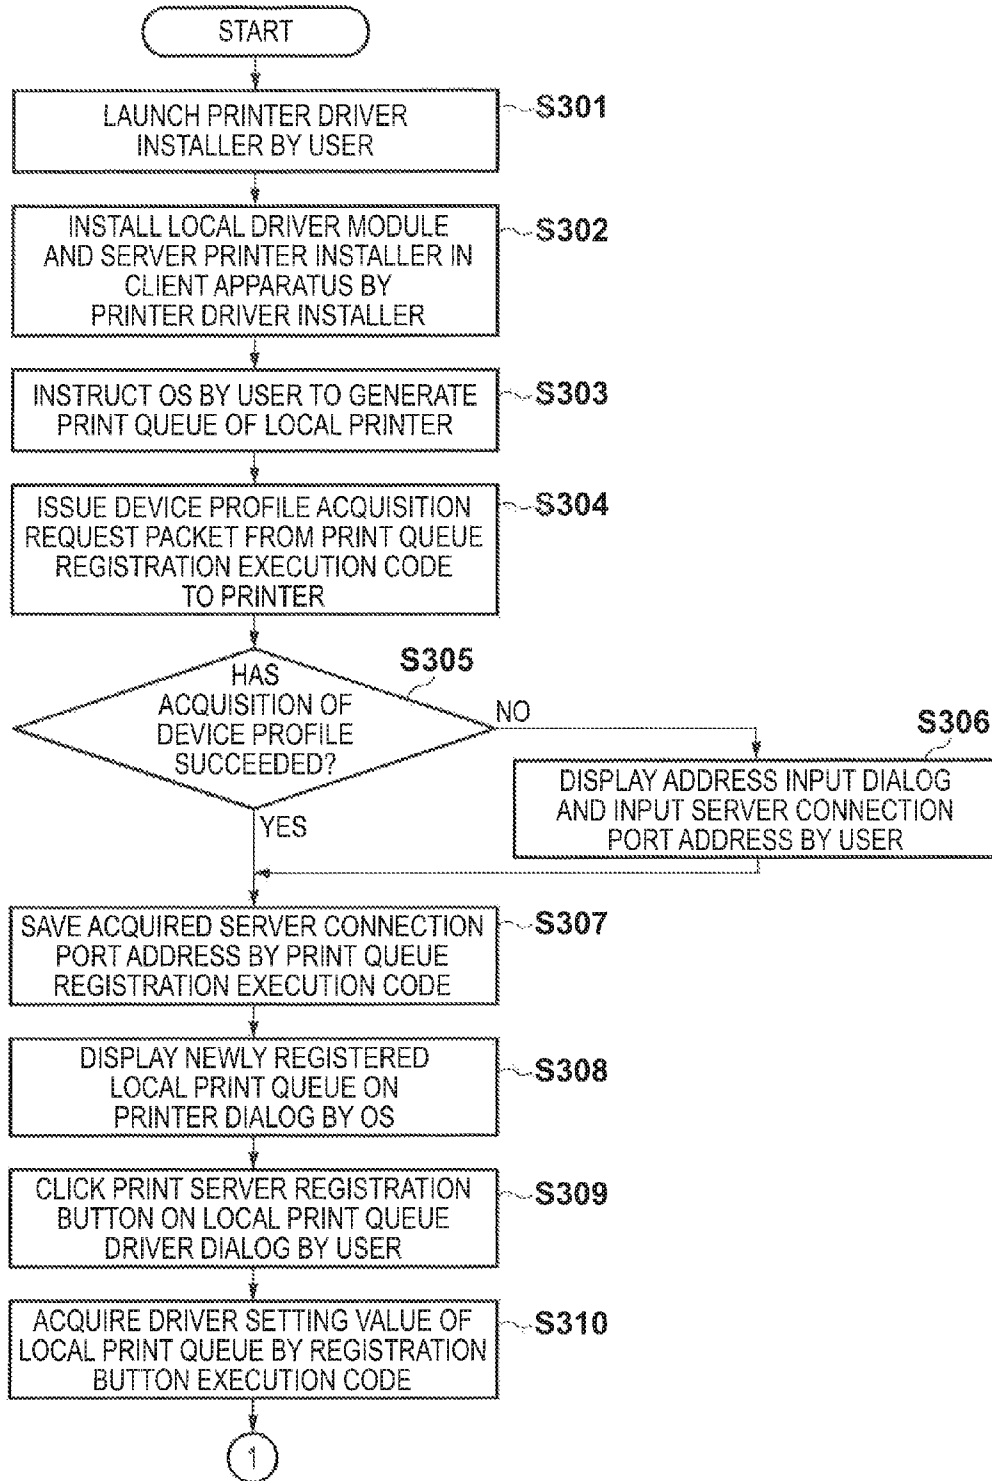 START
LAUNCH PRINTER DRIVER
INSTALLER BY USER
S301
INSTALL LOCAL DRIVER MODULE
AND SERVER PRINTER INSTALLER IN
CLIENT APPARATUS BY
PRINTER DRIVER INSTALLER
S302
INSTRUCT OS BY USER TO GENERATE
PRINT QUEUE OF LOCAL PRINTER
S303
ISSUE DEVICE PROFILE ACQUISITION
REQUEST PACKET FROM PRINT QUEUE
REGISTRATION EXECUTION CODE
TO PRINTER
S304
HAS
ACQUISITION OF
DEVICE PROFILE
SUCCEEDED?
S305
NO
YES
DISPLAY ADDRESS INPUT DIALOG
AND INPUT SERVER CONNECTION
PORT ADDRESS BY USER
S306
SAVE ACQUIRED SERVER CONNECTION
PORT ADDRESS BY PRINT QUEUE
REGISTRATION EXECUTION CODE
S307
DISPLAY NEWLY REGISTERED
LOCAL PRINT QUEUE ON
PRINTER DIALOG BY OS
S308
CLICK PRINT SERVER REGISTRATION
BUTTON ON LOCAL PRINT QUEUE
DRIVER DIALOG BY USER
S309
ACQUIRE DRIVER SETTING VALUE OF
LOCAL PRINT QUEUE BY REGISTRATION
BUTTON EXECUTION CODE
S310
1